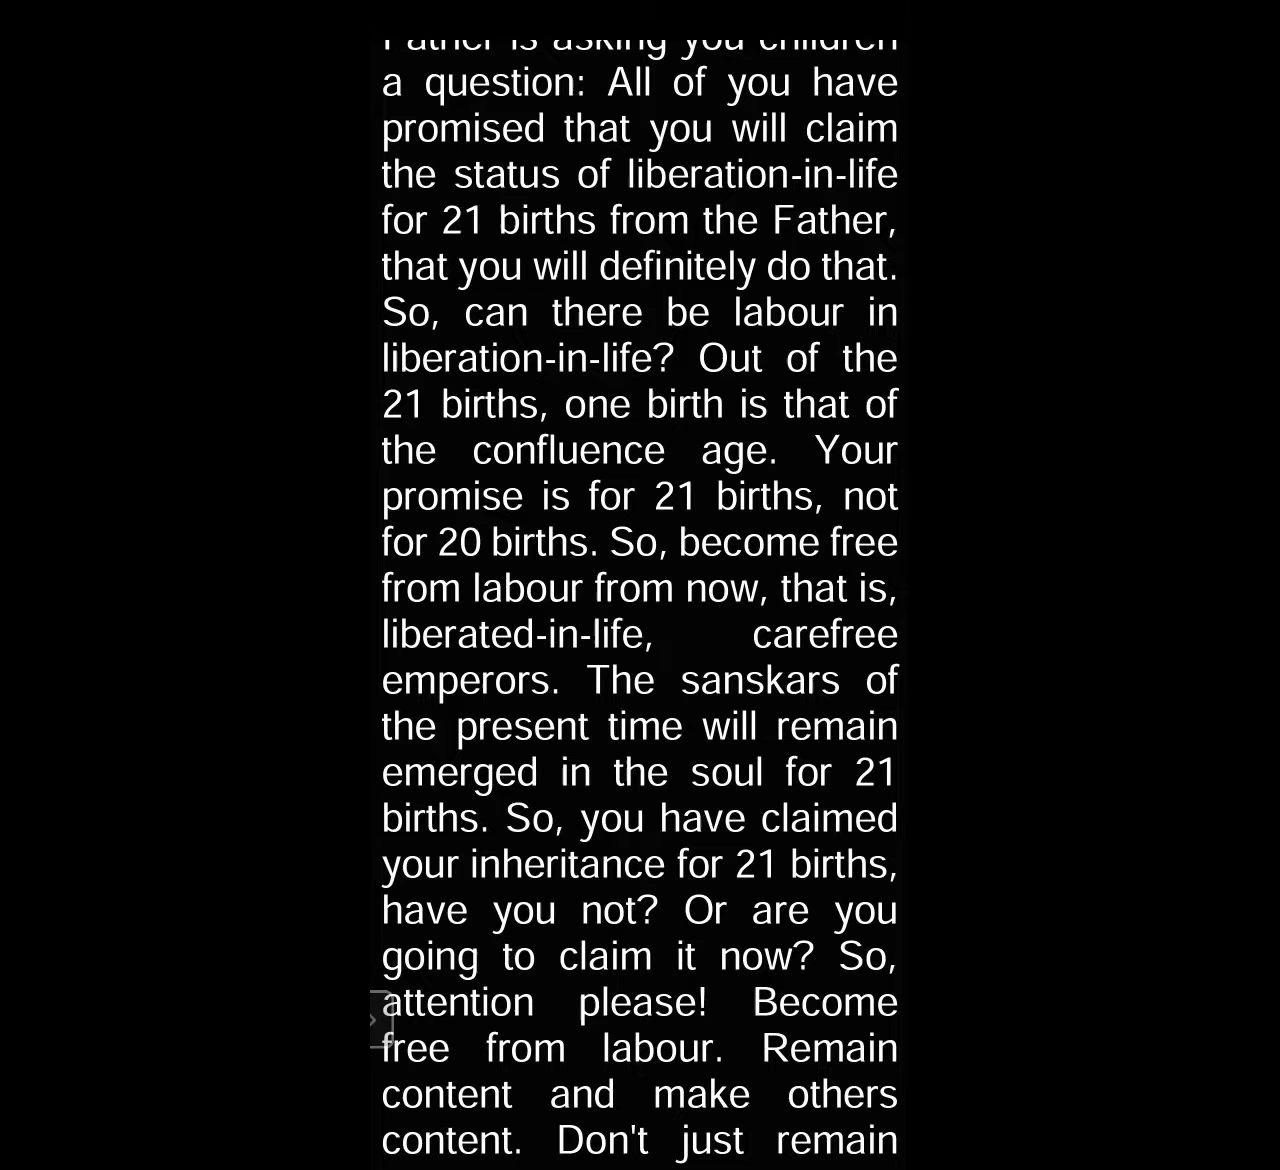 Father is asking you children
a question: All of you have
promised that you will claim
the status of liberation-in-life
for 21 births from the Father,
that you will definitely do that.
So, can there be labour in
liberation-in-life? Out of the
21 births, one birth is that of
the confluence age. Your
promise is for 21 births, not
for 20 births. So, become free
from labour from now, that is,
liberated-in-life, carefree
emperors. The sanskars of
the present time will remain
emerged in the soul for 21
births. So, you have claimed
your inheritance for 21 births,
have you not? Or are you
going to claim it now? So,
attention please! Become
free from labour. Remain
content and make others
content. Don't just remain